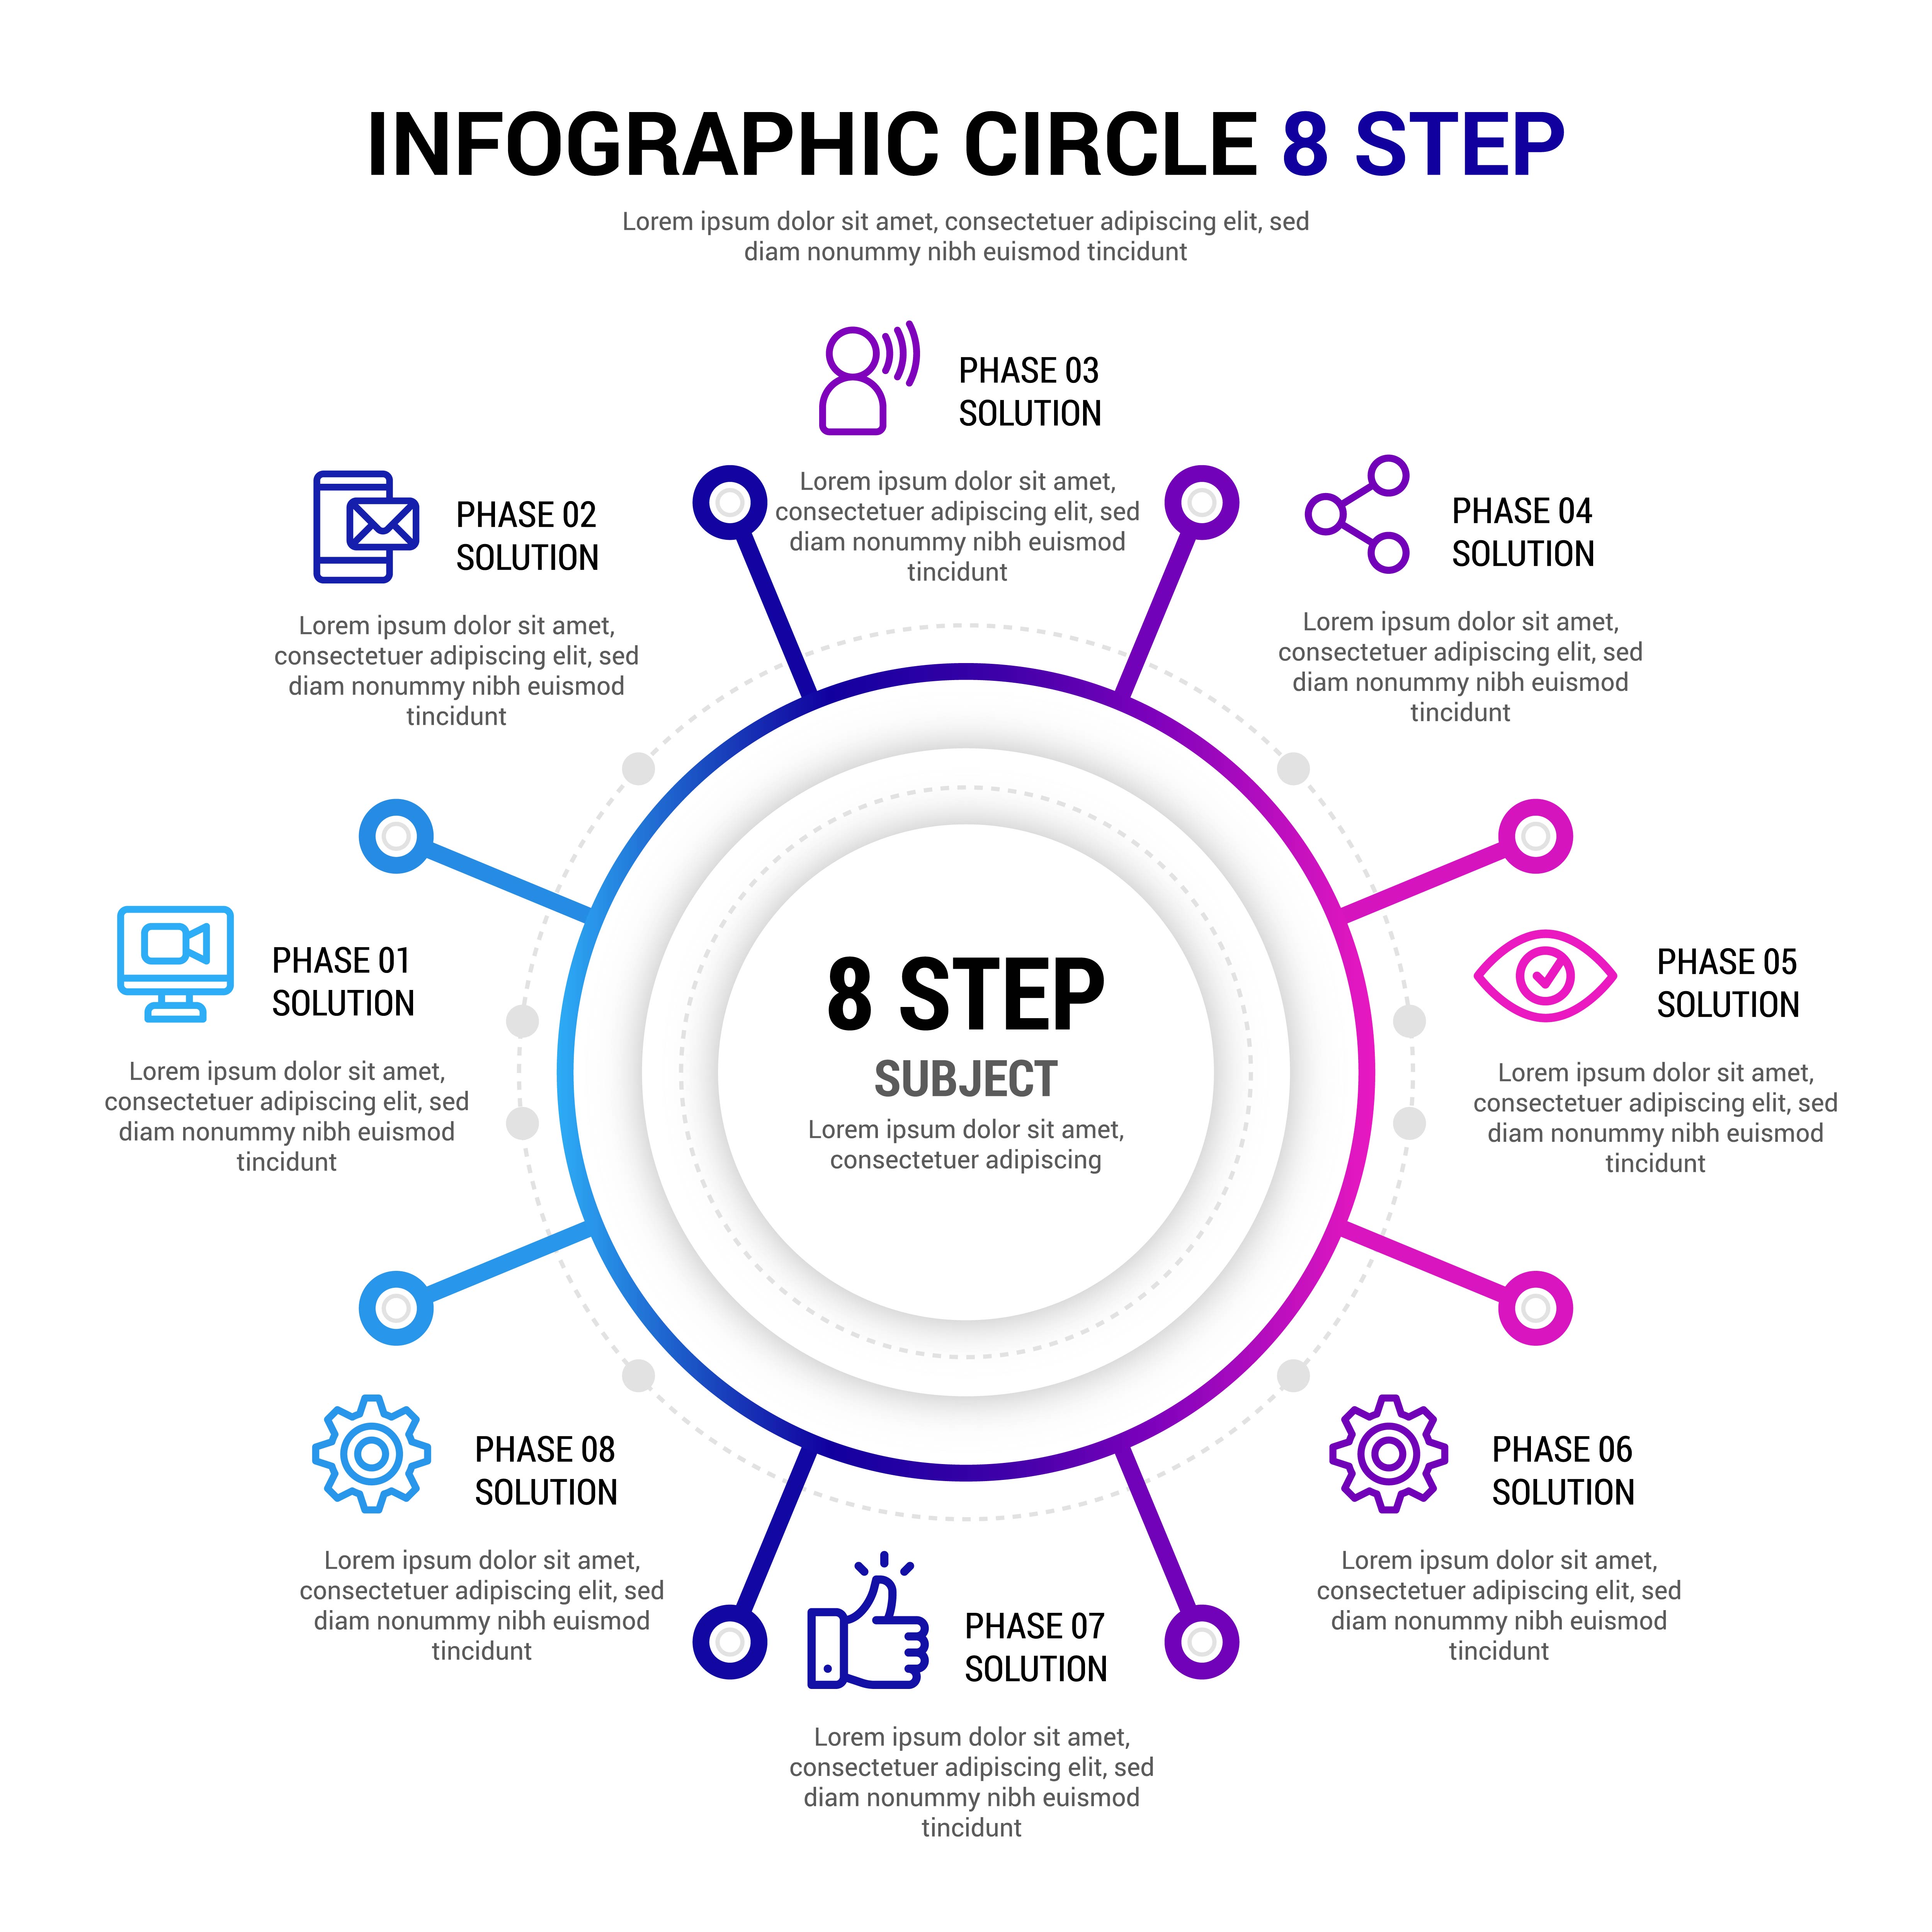 INFOGRAPHIC CIRCLE 8 STEP
Lorem ipsum dolor sit amet, consectetuer adipiscing elit, sed
diam nonummy nibh euismod tincidunt
PHASE 01
SOLUTION
Lorem ipsum dolor sit amet,
consectetuer adipiscing elit, sed
diam nonummy nibh euismod
tincidunt
PHASE 02
SOLUTION
Lorem ipsum dolor sit amet,
consectetuer adipiscing elit, sed
diam nonummy nibh euismod
tincidunt
PHASE 03
SOLUTION
Lorem ipsum dolor sit amet,
consectetuer adipiscing elit, sed
diam nonummy nibh euismod
tincidunt
PHASE 04
SOLUTION
Lorem ipsum dolor sit amet,
consectetuer adipiscing elit, sed
diam nonummy nibh euismod
tincidunt
PHASE 05
SOLUTION
Lorem ipsum dolor sit amet,
consectetuer adipiscing elit, sed
diam nonummy nibh euismod
tincidunt
PHASE 06
SOLUTION
Lorem ipsum dolor sit amet,
consectetuer adipiscing elit, sed
diam nonummy nibh euismod
tincidunt
PHASE 07
SOLUTION
Lorem ipsum dolor sit amet,
consectetuer adipiscing elit, sed
diam nonummy nibh euismod
tincidunt
PHASE 08
SOLUTION
Lorem ipsum dolor sit amet,
consectetuer adipiscing elit, sed
diam nonummy nibh euismod
tincidunt
8 STEP
SUBJECT
Lorem ipsum dolor sit amet,
consectetuer adipiscing